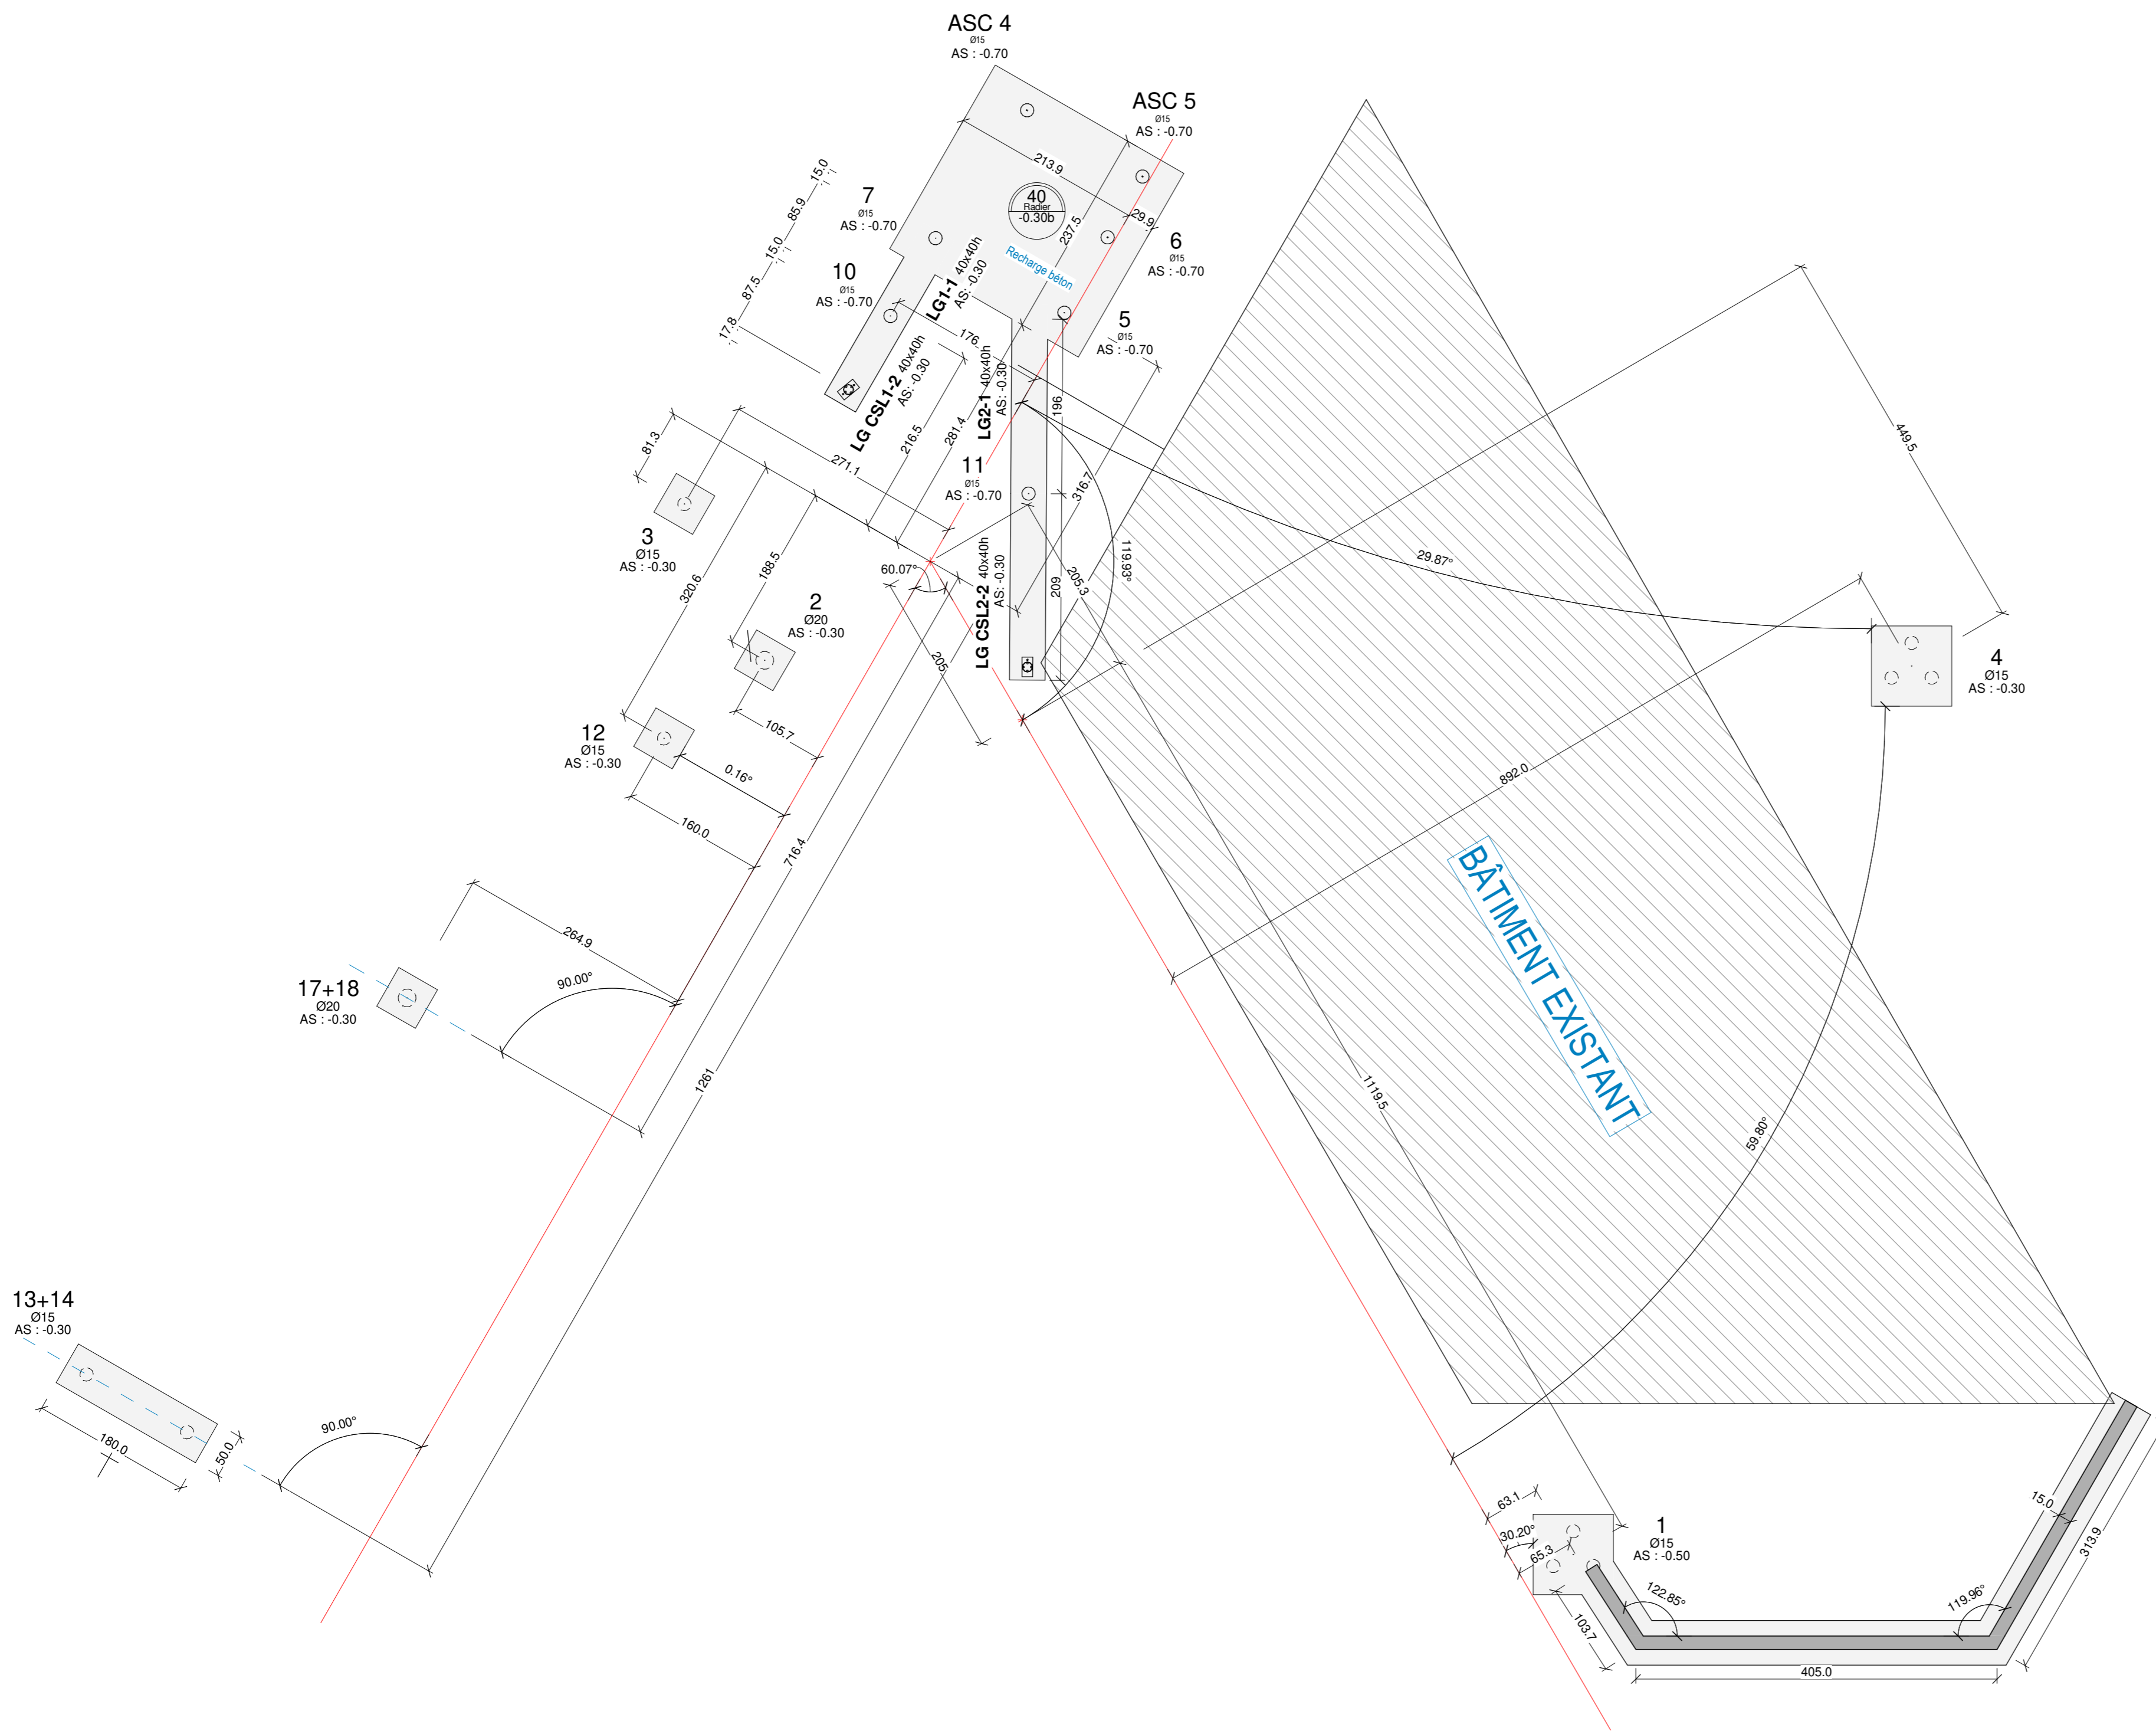 ASC 4
Ø15
AS : -0.70
ASC 5
Ø15
AS : -0.70
213.9
29.9
40
Radier
-0.30b
237.5
Recharge béton
7
Ø15
AS : -0.70
6
Ø15
AS : -0.70
10
Ø15
AS : -0.70
5
Ø15
AS : -0.70
15.0
85.9
15.0
87.5
17.8
LG1-1 40x40h
AS: -0.30
LG CSL1-2 40x40h
AS: -0.30
LG2-1 40x40h
AS: -0.30
LG CSL2-2 40x40h
AS: -0.30
176
196
209
216.5
281.4
316.7
271.1
81.3
11
Ø15
AS : -0.70
3
Ø15
AS : -0.30
2
Ø20
AS : -0.30
12
Ø15
AS : -0.30
320.6
188.5
105.7
0.16°
160.0
60.07°
119.93°
205.3
205
29.87°
449.5
892.0
4
Ø15
AS : -0.30
716.4
264.9
90.00°
17+18
Ø20
AS : -0.30
1261
BÂTIMENT EXISTANT
1119.5
59.80°
13+14
Ø15
AS : -0.30
180.0
50.0
90.00°
63.1
30.20°
65.3
1
Ø15
AS : -0.50
103.7
122.85°
119.96°
15.0
313.9
405.0